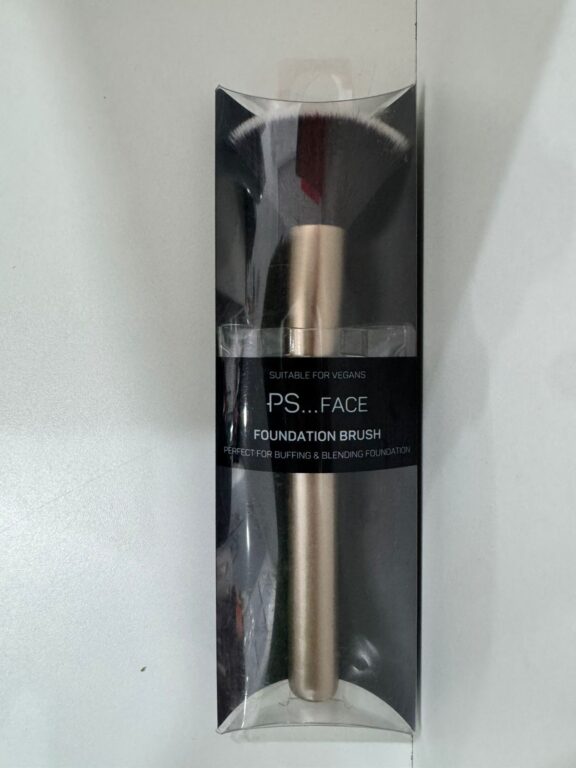 SUITABLE FOR VEGANS
PS...FACE
FOUNDATION BRUSH
PERFECT FOR BUFFING & BLENDING FOUNDATION